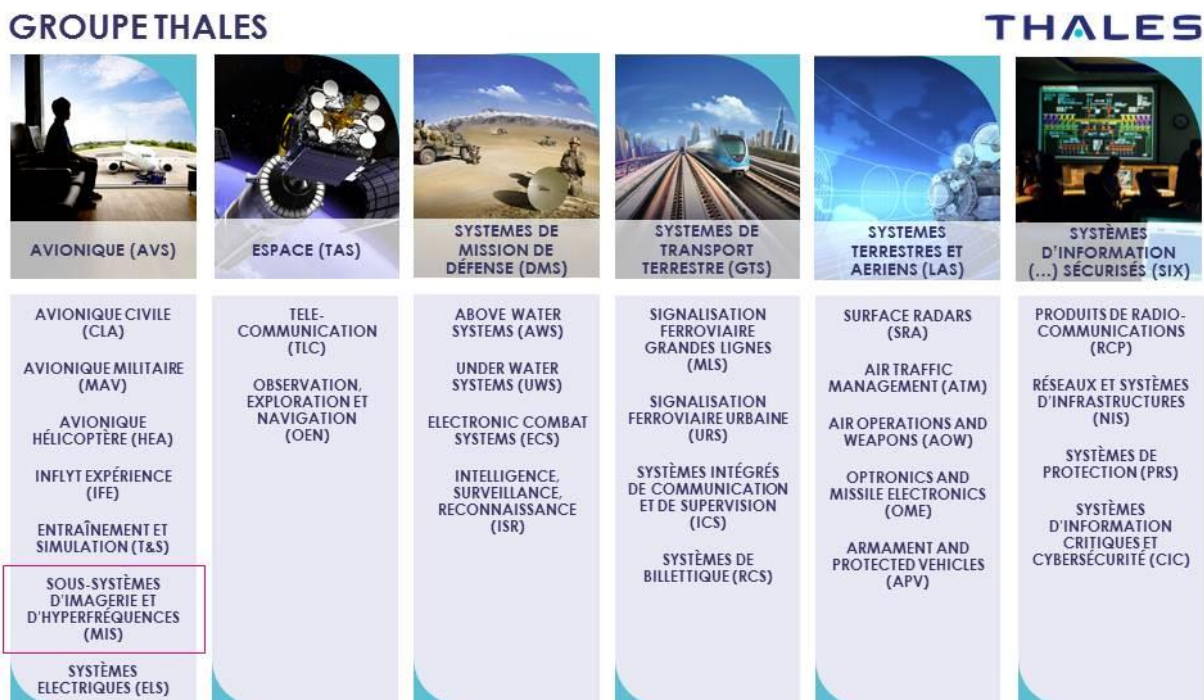 GROUPE THALES
THALES
AVIONIQUE (AVS)
ESPACE (TAS)
SYSTEMES DE
MISSION DE
DÉFENSE (DMS)
SYSTEMES DE
TRANSPORT
TERRESTRE (GTS)
SYSTEMES
TERRESTRES ET
AERIENS (LAS)
SYSTÈMES
D'INFORMATION
(...) SÉCURISÉS (SIX)
AVIONIQUE CIVILE
(CLA)
AVIONIQUE MILITAIRE
(MAV)
AVIONIQUE
HÉLICOPTÈRE (HEA)
INFLYT EXPÉRIENCE
(IFE)
ENTRAÎNEMENT ET
SIMULATION (T&S)
SOUS-SYSTÈMES
D'IMAGERIE ET
D'HYPERFRÉQUENCES
(MIS)
SYSTÈMES
ELECTRIQUES (ELS)
TELE-
COMMUNICATION
(TLC)
OBSERVATION,
EXPLORATION ET
NAVIGATION
(OEN)
ABOVE WATER
SYSTEMS (AWS)
UNDER WATER
SYSTEMS (UWS)
ELECTRONIC COMBAT
SYSTEMS (ECS)
INTELLIGENCE,
SURVEILLANCE,
RECONNAISSANCE
(ISR)
SIGNALISATION
FERROVIAIRE
GRANDES LIGNES
(MLS)
SIGNALISATION
FERROVIAIRE URBAINE
(URS)
SYSTÈMES INTÉGRÉS
DE COMMUNICATION
ET DE SUPERVISION
(ICS)
SYSTÈMES DE
BILLETTIQUE (RCS)
SURFACE RADARS
(SRA)
AIR TRAFFIC
MANAGEMENT (ATM)
AIR OPERATIONS AND
WEAPONS (AOW)
OPTRONICS AND
MISSILE ELECTRONICS
(OME)
ARMAMENT AND
PROTECTED VEHICLES
(APV)
PRODUITS DE RADIO-
COMMUNICATIONS
(RCP)
RÉSEAUX ET SYSTÈMES
D'INFRASTRUCTURES
(NIS)
SYSTÈMES DE
PROTECTION (PRS)
SYSTÈMES
D'INFORMATION
CRITIQUES ET
CYBERSÉCURITÉ (CIC)